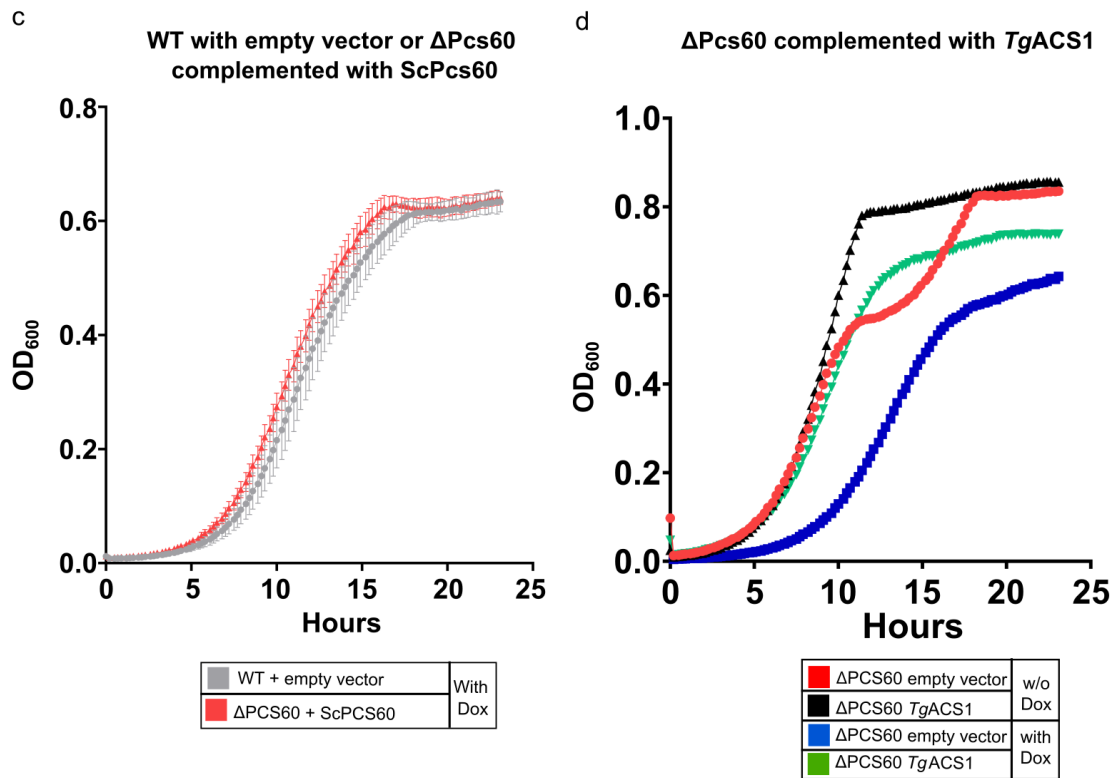 c
WT with empty vector or ΔPcs60
complemented with ScPcs60
0.8
0.6
0.4
0.2
0.0
OD600
0
5
10
15
20
25
Hours
WT + empty vector
ΔPCS60 + ScPCS60
With
Dox
d
ΔPcs60 complemented with TgACS1
1.0
0.8
0.6
0.4
0.2
0.0
OD600
0
5
10
15
20
25
Hours
ΔPCS60 empty vector
ΔPCS60 TgACS1
w/o
Dox
ΔPCS60 empty vector
ΔPCS60 TgACS1
with
Dox